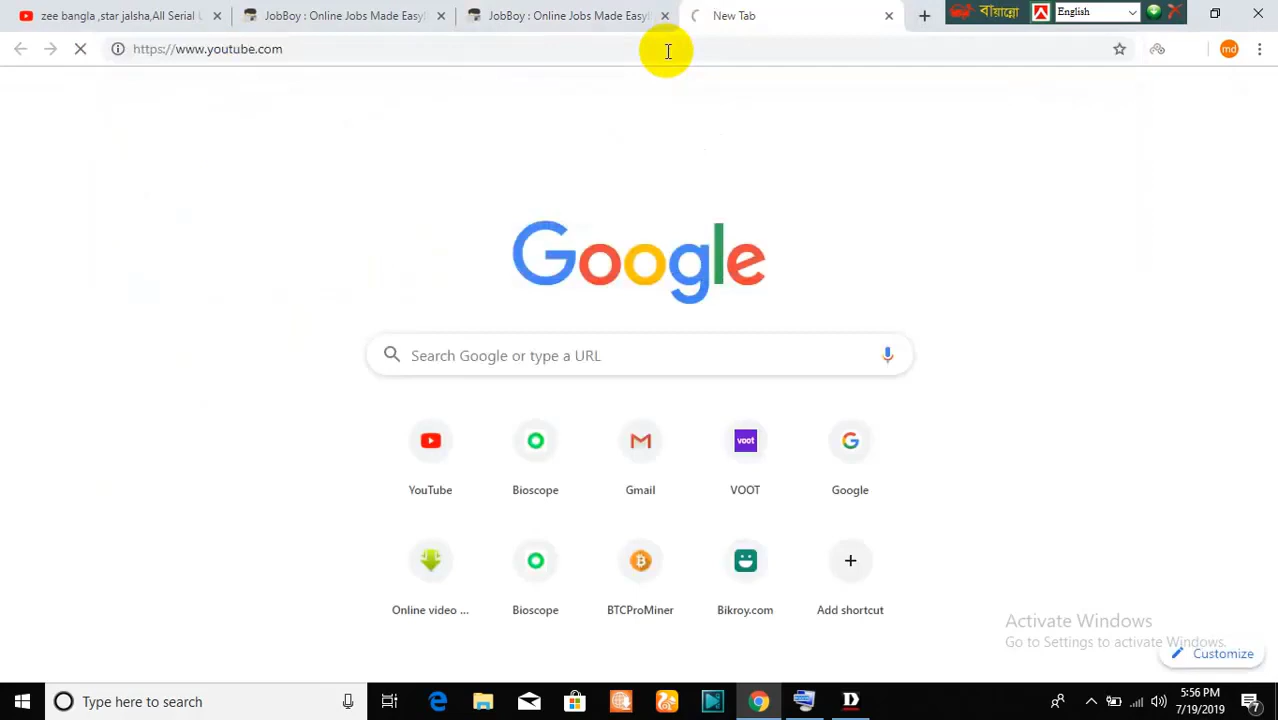 zee bangla ,star jalsha,All Serial
JobBoy : Online Jobs Made Easy
JobBoy : Online Jobs Made Easy!
New Tab
বায়ান্নো
English
https://www.youtube.com
md
Google
Search Google or type a URL
YouTube
Bioscope
Gmail
voot
VOOT
Google
Online video ...
Bioscope
BTCProMiner
Bikroy.com
Add shortcut
Activate Windows
Go to Settings to activate Windows.
Customize
Type here to search
5:56 PM
7/19/2019
7